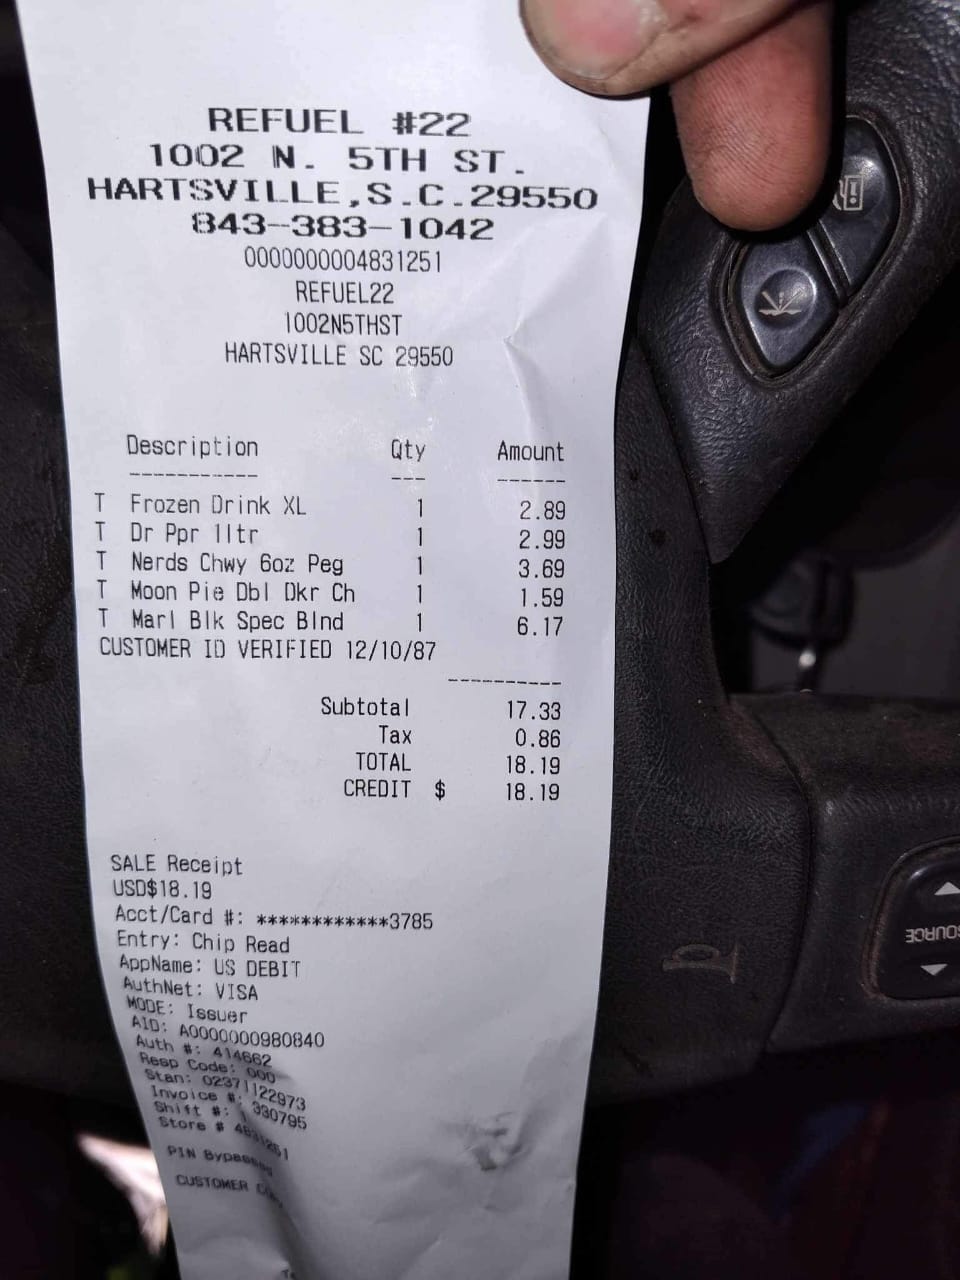 REFUEL #22
1002 N. 5TH ST.
HARTSVILLE,S.C.29550
843-383-1042
0000000004831251
REFUEL22
1002N5THST
HARTSVILLE SC 29550
Description Qty Amount
T Frozen Drink XL 1 2.89
T Dr Ppr 1ltr 1 2.99
T Nerds Chwy 6oz Peg 1 3.69
T Moon Pie Dbl Dkr Ch 1 1.59
T Marl Blk Spec Blnd 1 6.17
CUSTOMER ID VERIFIED 12/10/87
Subtotal 17.33
Tax 0.86
TOTAL 18.19
CREDIT $ 18.19
SALE Receipt
USD$18.19
Acct/Card #: ************3785
Entry: Chip Read
AppName: US DEBIT
AuthNet: VISA
MODE: Issuer
AID: A0000000980840
Auth #: 414662
Resp Code: 000
Stan: 02371122973
Invoice #: 330795
Shift #: 1
Store # 4831251
PIN Bypassed
CUSTOMER
SOURCE